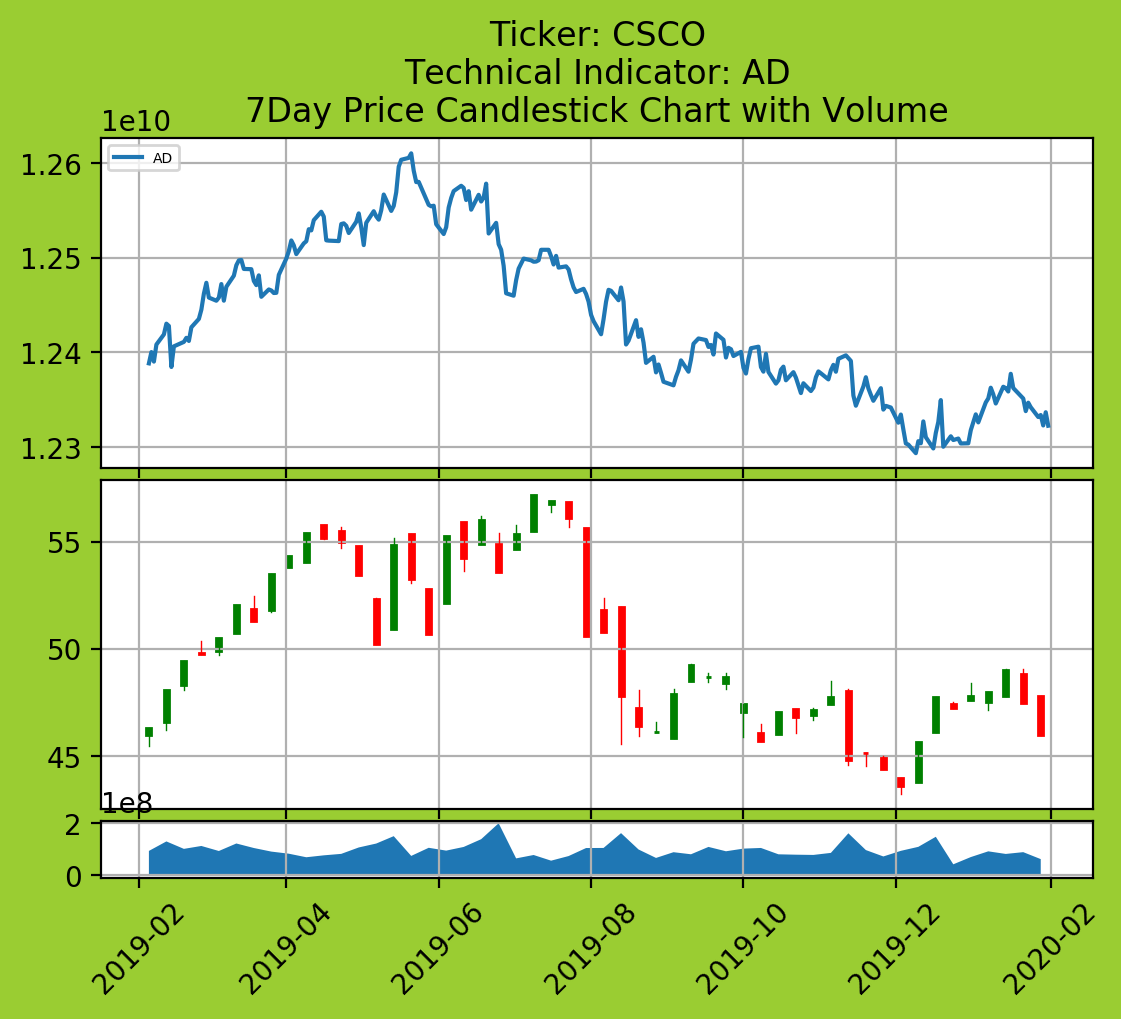 Ticker: CSCO
Technical Indicator: AD
7Day Price Candlestick Chart with Volume
1e10
AD
1.26
1.25
1.24
1.23
55
50
45
1e8
2
0
2019-02
2019-04
2019-06
2019-08
2019-10
2019-12
2020-02